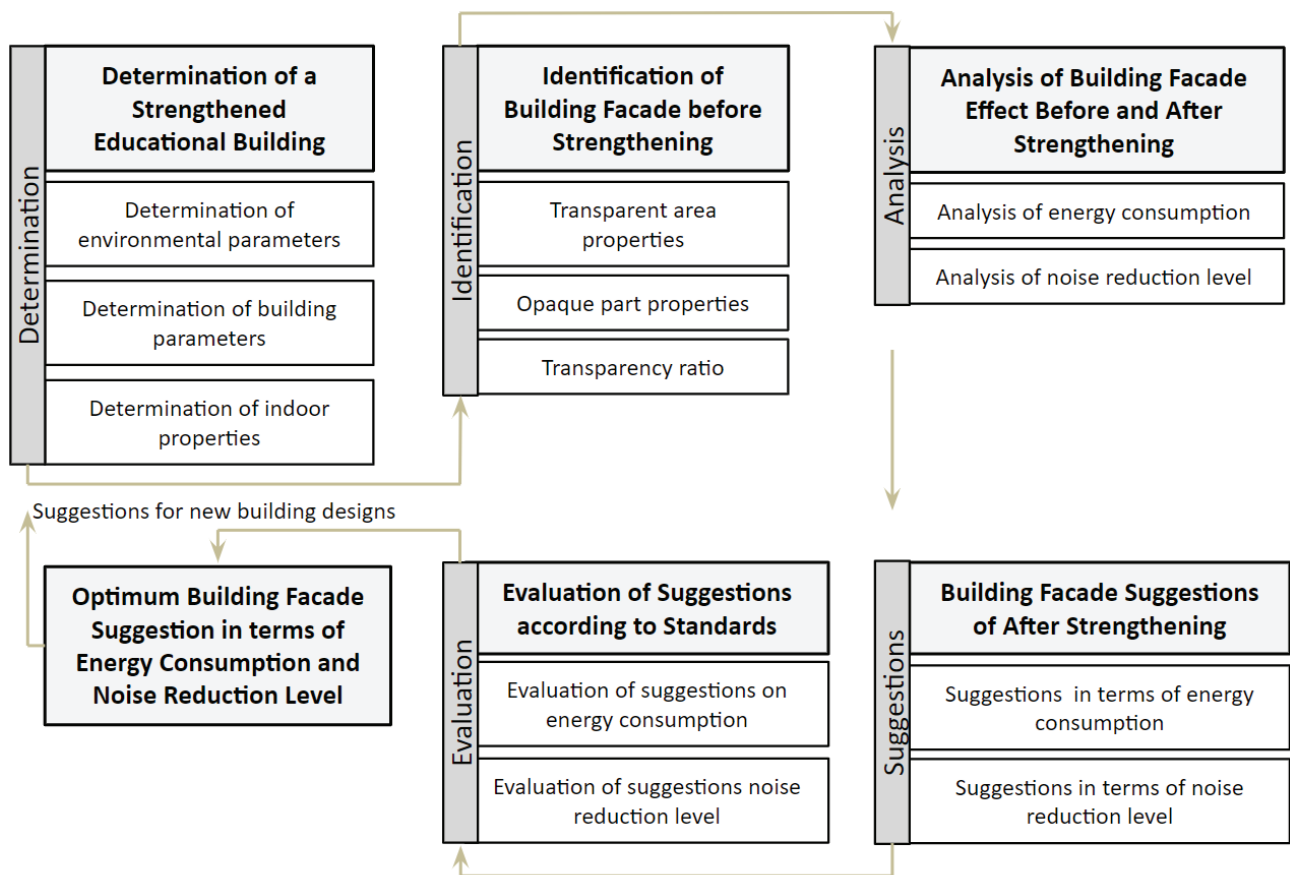 Determination
Determination of a
Strengthened
Educational Building
Determination of
environmental parameters
Determination of building
parameters
Determination of indoor
properties
Identification
Identification of
Building Facade before
Strengthening
Transparent area
properties
Opaque part properties
Transparency ratio
Analysis
Analysis of Building Facade
Effect Before and After
Strengthening
Analysis of energy consumption
Analysis of noise reduction level
Suggestions for new building designs
Optimum Building Facade
Suggestion in terms of
Energy Consumption and
Noise Reduction Level
Evaluation
Evaluation of Suggestions
according to Standards
Evaluation of suggestions on
energy consumption
Evaluation of suggestions noise
reduction level
Suggestions
Building Facade Suggestions
of After Strengthening
Suggestions in terms of energy
consumption
Suggestions in terms of noise
reduction level